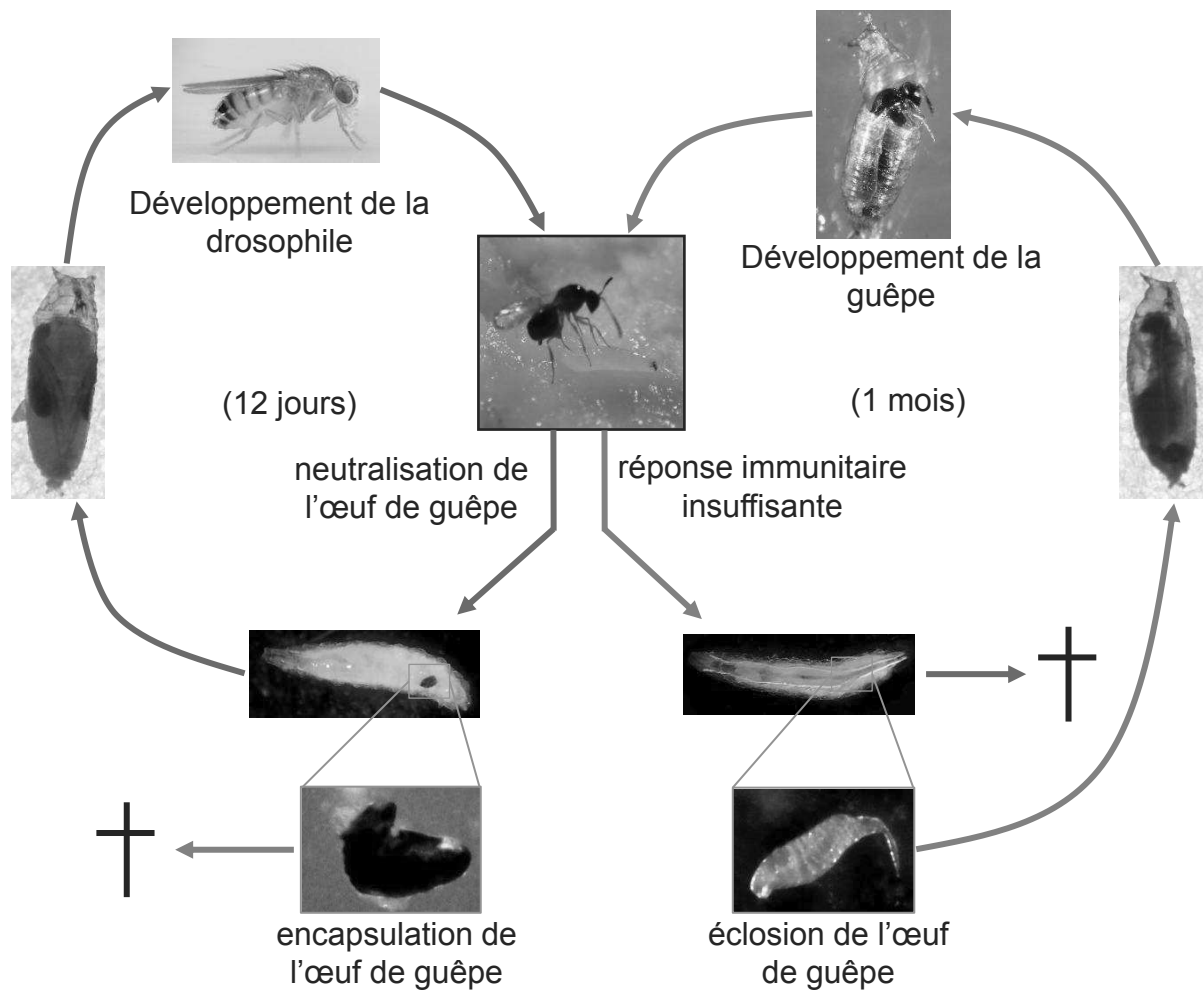 Développement de la
drosophile
Développement de la
guêpe
(12 jours)
(1 mois)
neutralisation de
l'œuf de guêpe
réponse immunitaire
insuffisante
encapsulation de
l'œuf de guêpe
éclosion de l'œuf
de guêpe